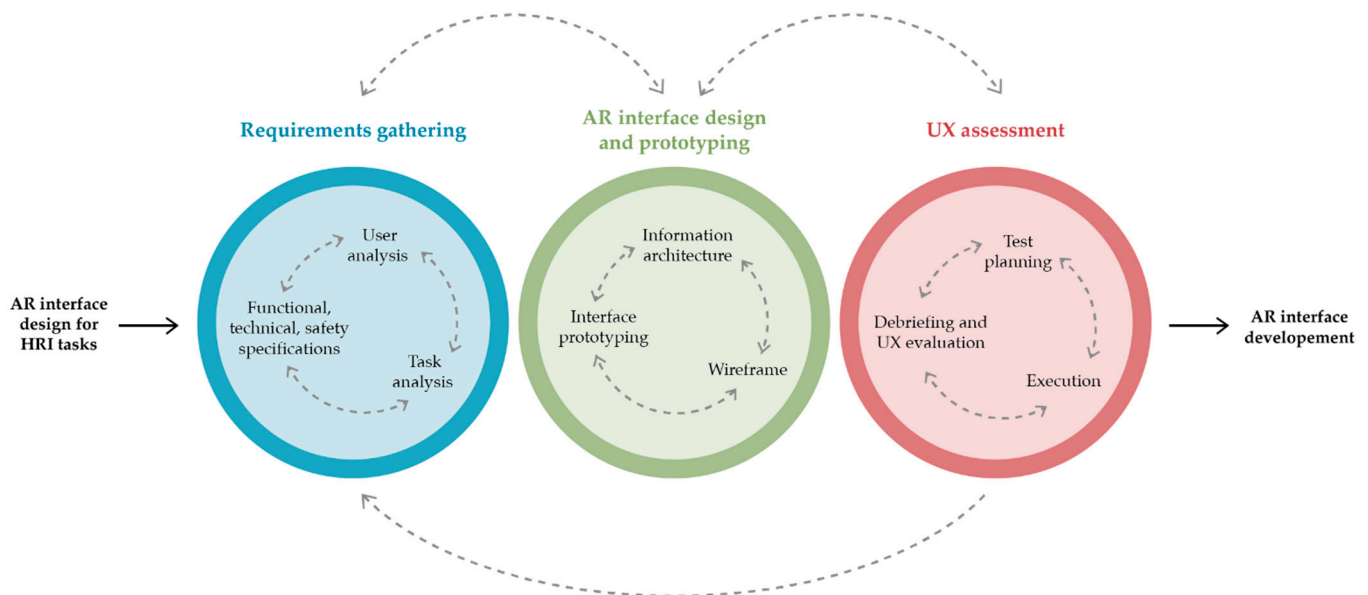 Requirements gathering
AR interface design
and prototyping
UX assessment
AR interface
design for
HRI tasks
User
analysis
Functional,
technical, safety
specifications
Task
analysis
Information
architecture
Interface
prototyping
Wireframe
Test
planning
Debriefing and
UX evaluation
Execution
AR interface
developement